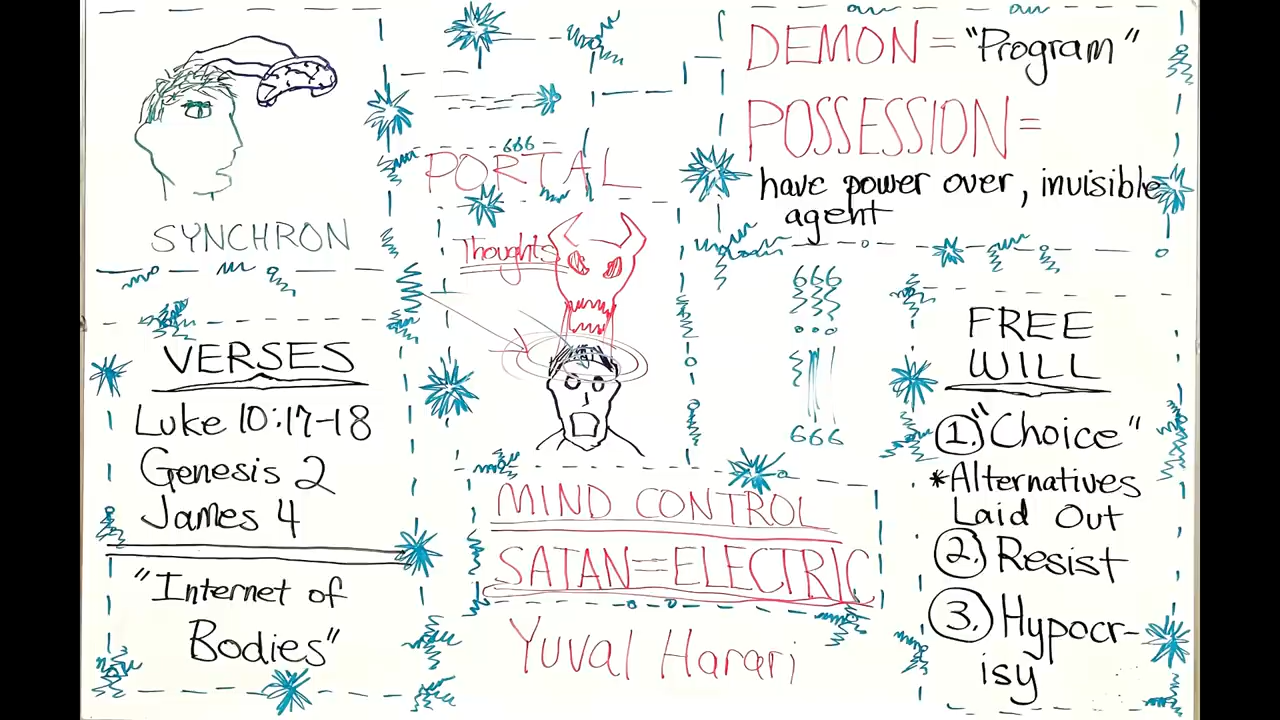 SYNCHRON
666
PORTAL
Thoughts
DEMON = "Program"
POSSESSION =
have power over, invisible
agent
VERSES
Luke 10:17-18
Genesis 2
James 4
"Internet of
Bodies"
MIND CONTROL
SATAN=ELECTRIC
Yuval Harari
666
666
FREE
WILL
1. "Choice"
*Alternatives
Laid Out
2. Resist
3. Hypocr-
isy